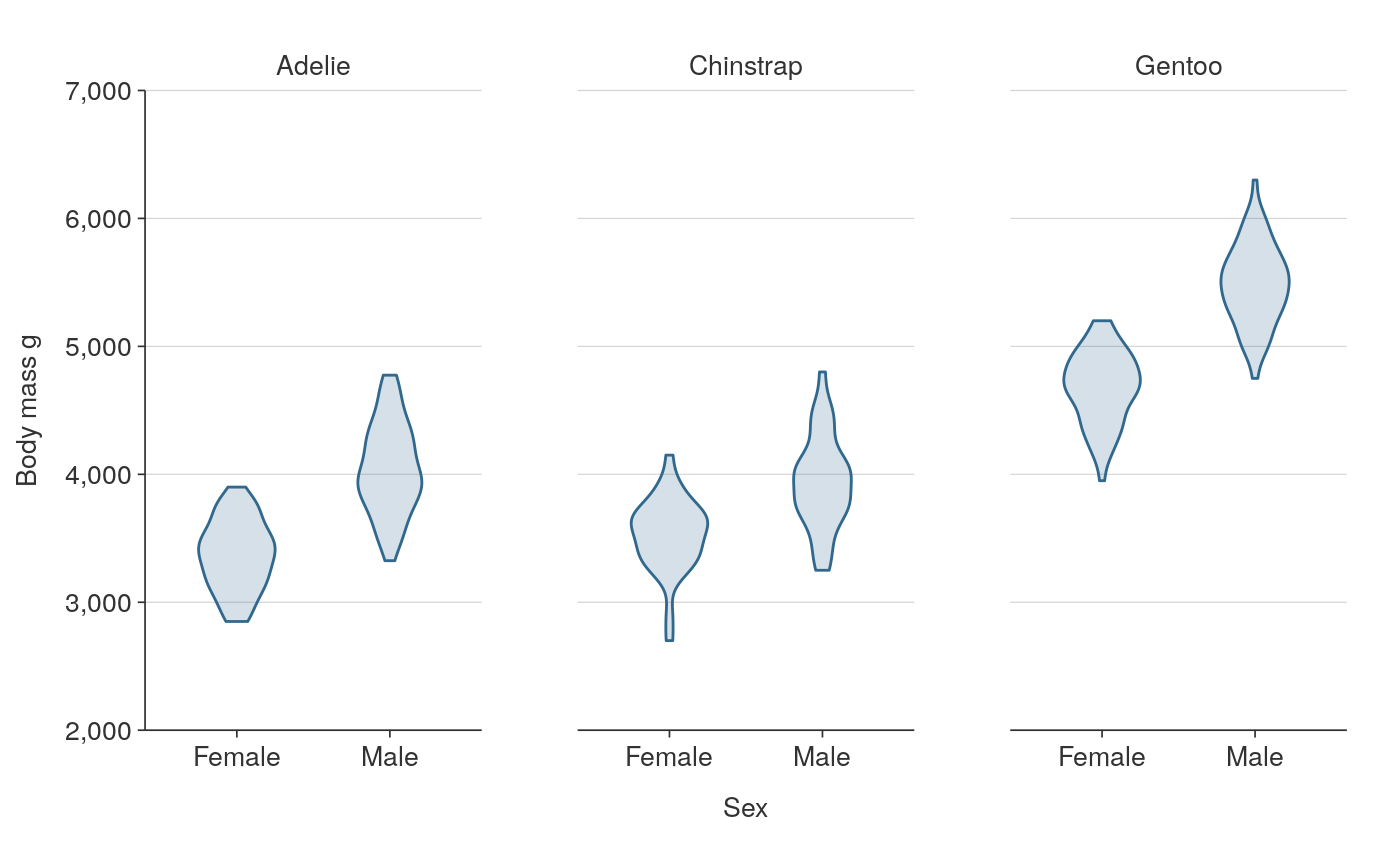 Adelie
Chinstrap
Gentoo
7,000
6,000
5,000
4,000
3,000
2,000
Body mass g
Female
Male
Female
Male
Female
Male
Sex